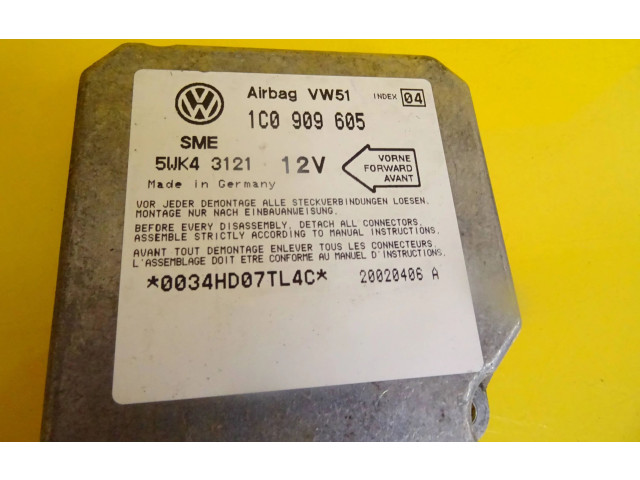 Airbag VW51 INDEX 04
1C0 909 605
SME
5WK4 3121 12V
VORNE
FORWARD
AVANT
Made in Germany
VOR JEDER DEMONTAGE ALLE STECKVERBINDUNGEN LOESEN.
MONTAGE NUR NACH EINBAUANWEISUNG.
BEFORE EVERY DISASSEMBLY, DETACH ALL CONNECTORS.
ASSEMBLE STRICTLY ACCORDING TO MANUAL INSTRUCTIONS.
AVANT TOUT DEMONTAGE ENLEVER TOUS LES CONNECTEURS.
L'ASSEMBLAGE DOIT ETRE CONFORME AU MANUEL D'INSTRUCTIONS.
*0034HD07TL4C* 20020406 A